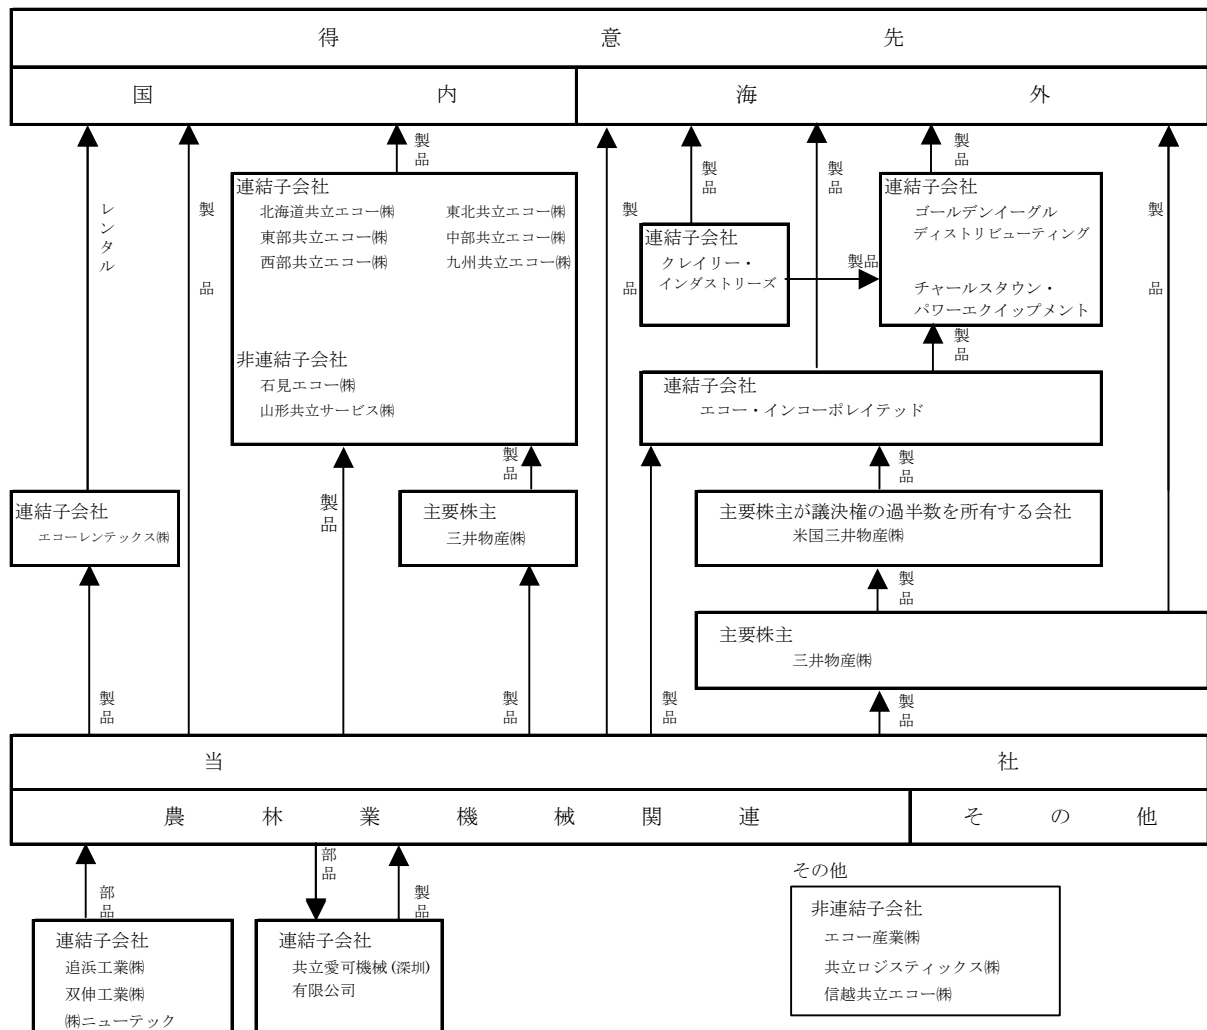 得意先
国内
海外
製品
製品
製品
製品
レンタル
製品
連結子会社
北海道共立エコー㈱ 東北共立エコー㈱
東部共立エコー㈱ 中部共立エコー㈱
西部共立エコー㈱ 九州共立エコー㈱
非連結子会社
石見エコー㈱
山形共立サービス㈱
製品
連結子会社
クレイリー・
インダストリーズ
製品
連結子会社
ゴールデンイーグル
ディストリビューティング
チャールスタウン・
パワーエクイップメント
製品
製品
連結子会社
エコー・インコーポレイテッド
製品
製品
連結子会社
エコーレンテックス㈱
製品
主要株主
三井物産㈱
主要株主が議決権の過半数を所有する会社
米国三井物産㈱
製品
主要株主
三井物産㈱
製品
製品
製品
製品
当社
農林業機械関連
その他
部品
部品
製品
連結子会社
追浜工業㈱
双伸工業㈱
㈱ニューテック
連結子会社
共立愛可機械(深圳)
有限公司
その他
非連結子会社
エコー産業㈱
共立ロジスティックス㈱
信越共立エコー㈱